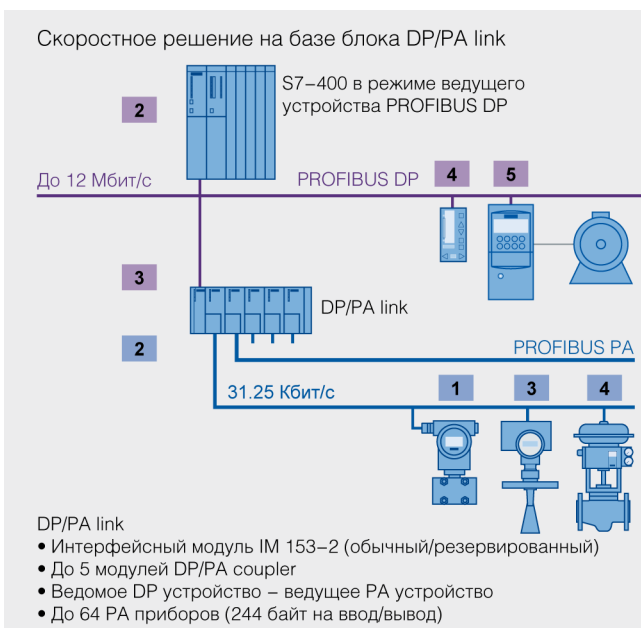 Скоростное решение на базе блока DP/PA link
S7–400 в режиме ведущего
устройства PROFIBUS DP
2
До 12 Мбит/с
PROFIBUS DP
4
5
3
DP/PA link
2
PROFIBUS PA
31.25 Кбит/с
1
3
4
DP/PA link
• Интерфейсный модуль IM 153–2 (обычный/резервированный)
• До 5 модулей DP/PA coupler
• Ведомое DP устройство – ведущее PA устройство
• До 64 PA приборов (244 байт на ввод/вывод)